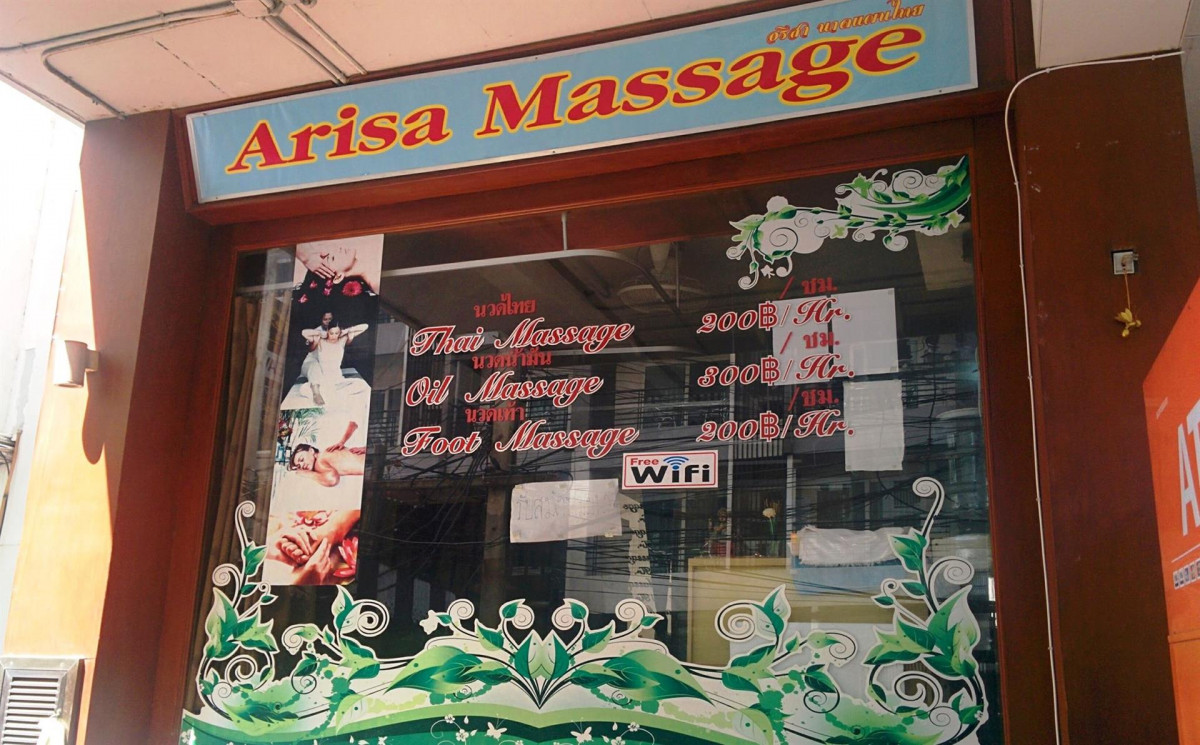 อริสา นวดแผนไทย
Arisa Massage
นวดไทย / ชม.
Thai Massage 200฿/Hr.
นวดน้ำมัน / ชม.
Oil Massage 300฿/Hr.
นวดเท้า / ชม.
Foot Massage 200฿/Hr.
Free
WiFi